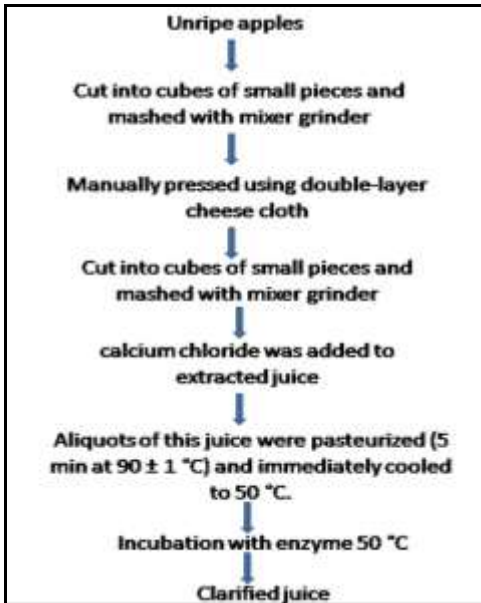 Unripe apples
Cut into cubes of small pieces and
mashed with mixer grinder
Manually pressed using double-layer
cheese cloth
Cut into cubes of small pieces and
mashed with mixer grinder
calcium chloride was added to
extracted juice
Aliquots of this juice were pasteurized (5
min at 90 ± 1 °C) and immediately cooled
to 50 °C.
Incubation with enzyme 50 °C
Clarified juice